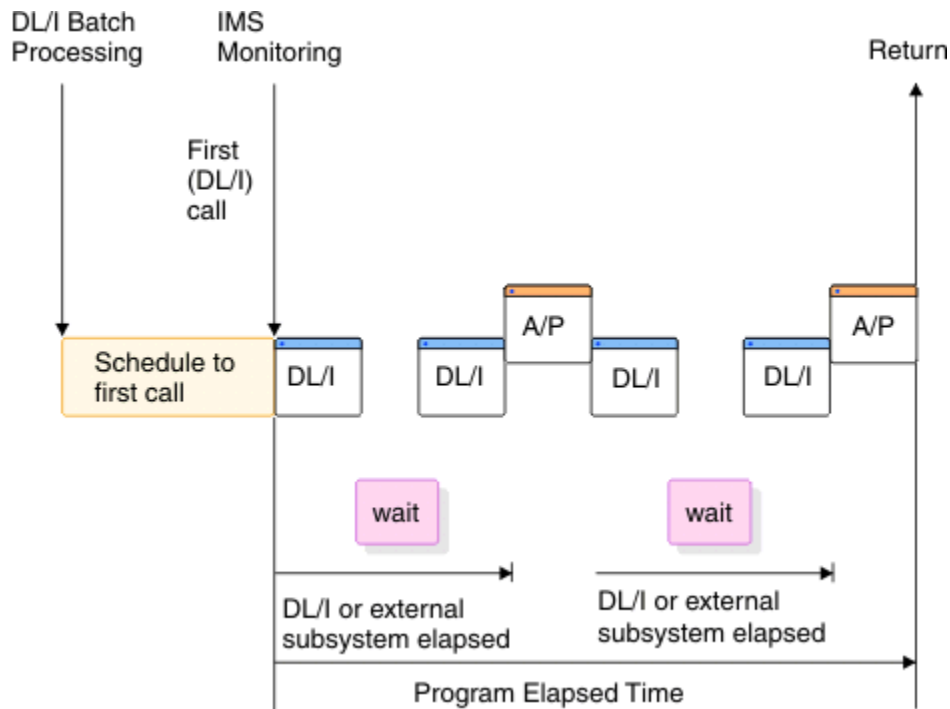 DL/I Batch
Processing
IMS
Monitoring
Return
First
(DL/I)
call
A/P
A/P
Schedule to
first call
DL/I
DL/I
DL/I
DL/I
wait
wait
DL/I or external
subsystem elapsed
DL/I or external
subsystem elapsed
Program Elapsed Time